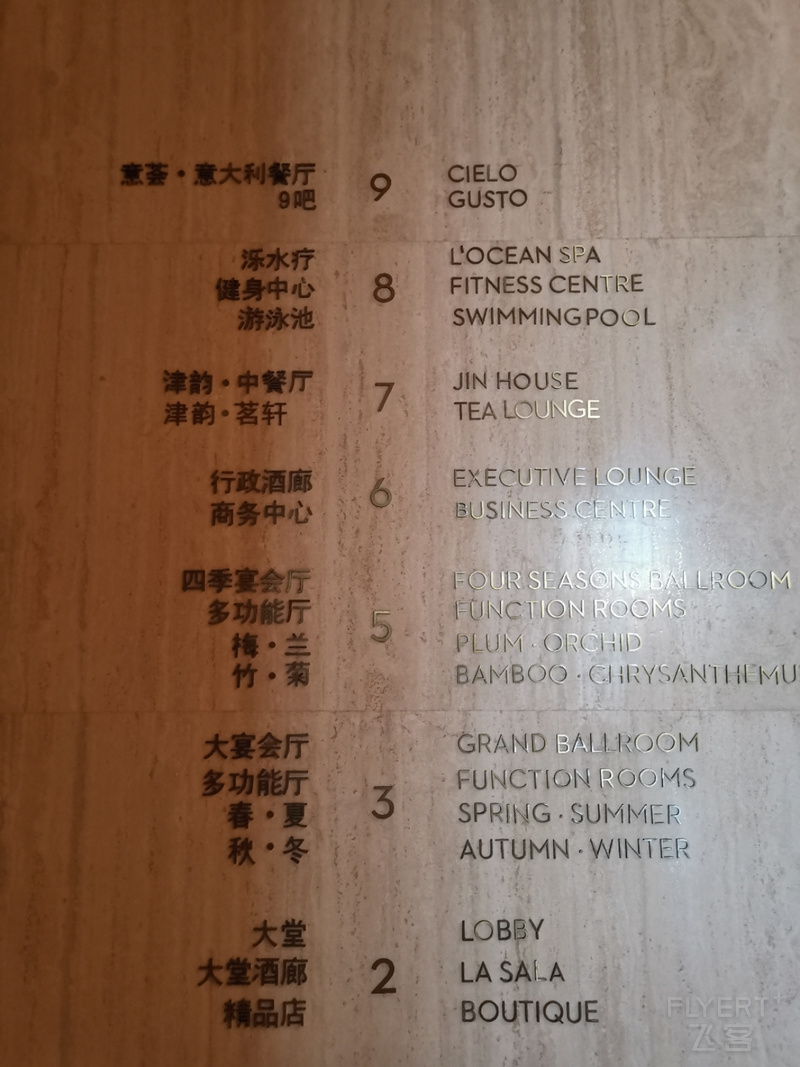 意荟·意大利餐厅 9 CIELO
9吧 GUSTO
泺水疗 L'OCEAN SPA
健身中心 8 FITNESS CENTRE
游泳池 SWIMMING POOL
津韵·中餐厅 7 JIN HOUSE
津韵·茗轩 TEA LOUNGE
行政酒廊 6 EXECUTIVE LOUNGE
商务中心 BUSINESS CENTRE
四季宴会厅 FOUR SEASONS BALLROOM
多功能厅 5 FUNCTION ROOMS
梅·兰 PLUM · ORCHID
竹·菊 BAMBOO · CHRYSANTHEMU
大宴会厅 GRAND BALLROOM
多功能厅 3 FUNCTION ROOMS
春·夏 SPRING · SUMMER
秋·冬 AUTUMN · WINTER
大堂 LOBBY
大堂酒廊 2 LA SALA
精品店 BOUTIQUE
FLYERT
飞客